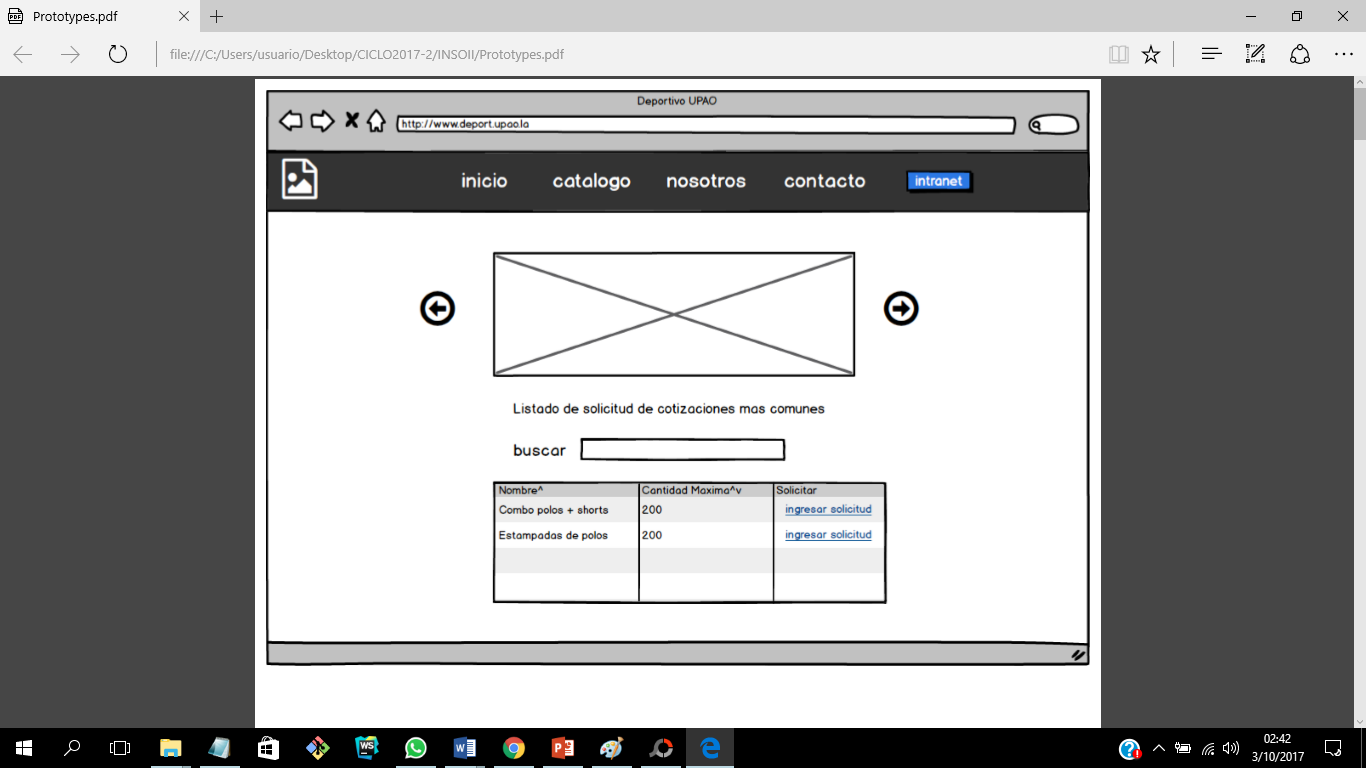 Prototypes.pdf
file:///C:/Users/usuario/Desktop/CICLO2017-2/INSOII/Prototypes.pdf
Deportivo UPAO
http://www.deport.upao.la
inicio catalogo nosotros contacto intranet
Listado de solicitud de cotizaciones mas comunes
buscar
Nombre^ Cantidad Maxima^v Solicitar
Combo polos + shorts 200 ingresar solicitud
Estampadas de polos 200 ingresar solicitud
02:42
3/10/2017